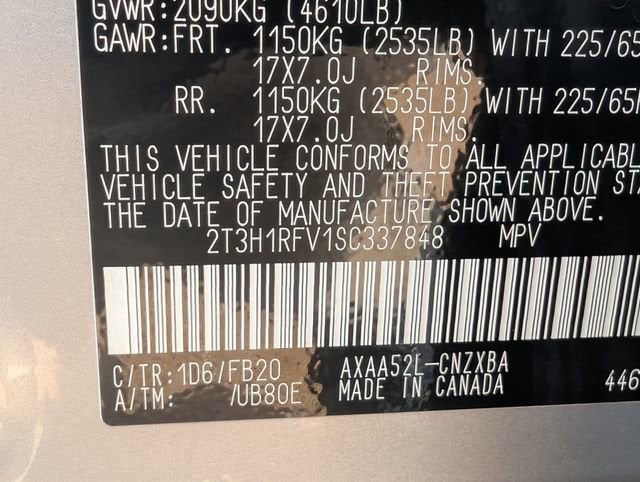 GVWR:2090KG (4610LB)
GAWR:FRT. 1150KG (2535LB) WITH 225/65
17X7.0J RIMS.
RR. 1150KG (2535LB) WITH 225/65
17X7.0J RIMS.
THIS VEHICLE CONFORMS TO ALL APPLICABL
VEHICLE SAFETY AND THEFT PREVENTION ST
THE DATE OF MANUFACTURE SHOWN ABOVE.
2T3H1RFV1SC337848 MPV
C/TR:1D6/FB20 AXAA52L-CNZXBA
A/TM: /UB80E MADE IN CANADA 446